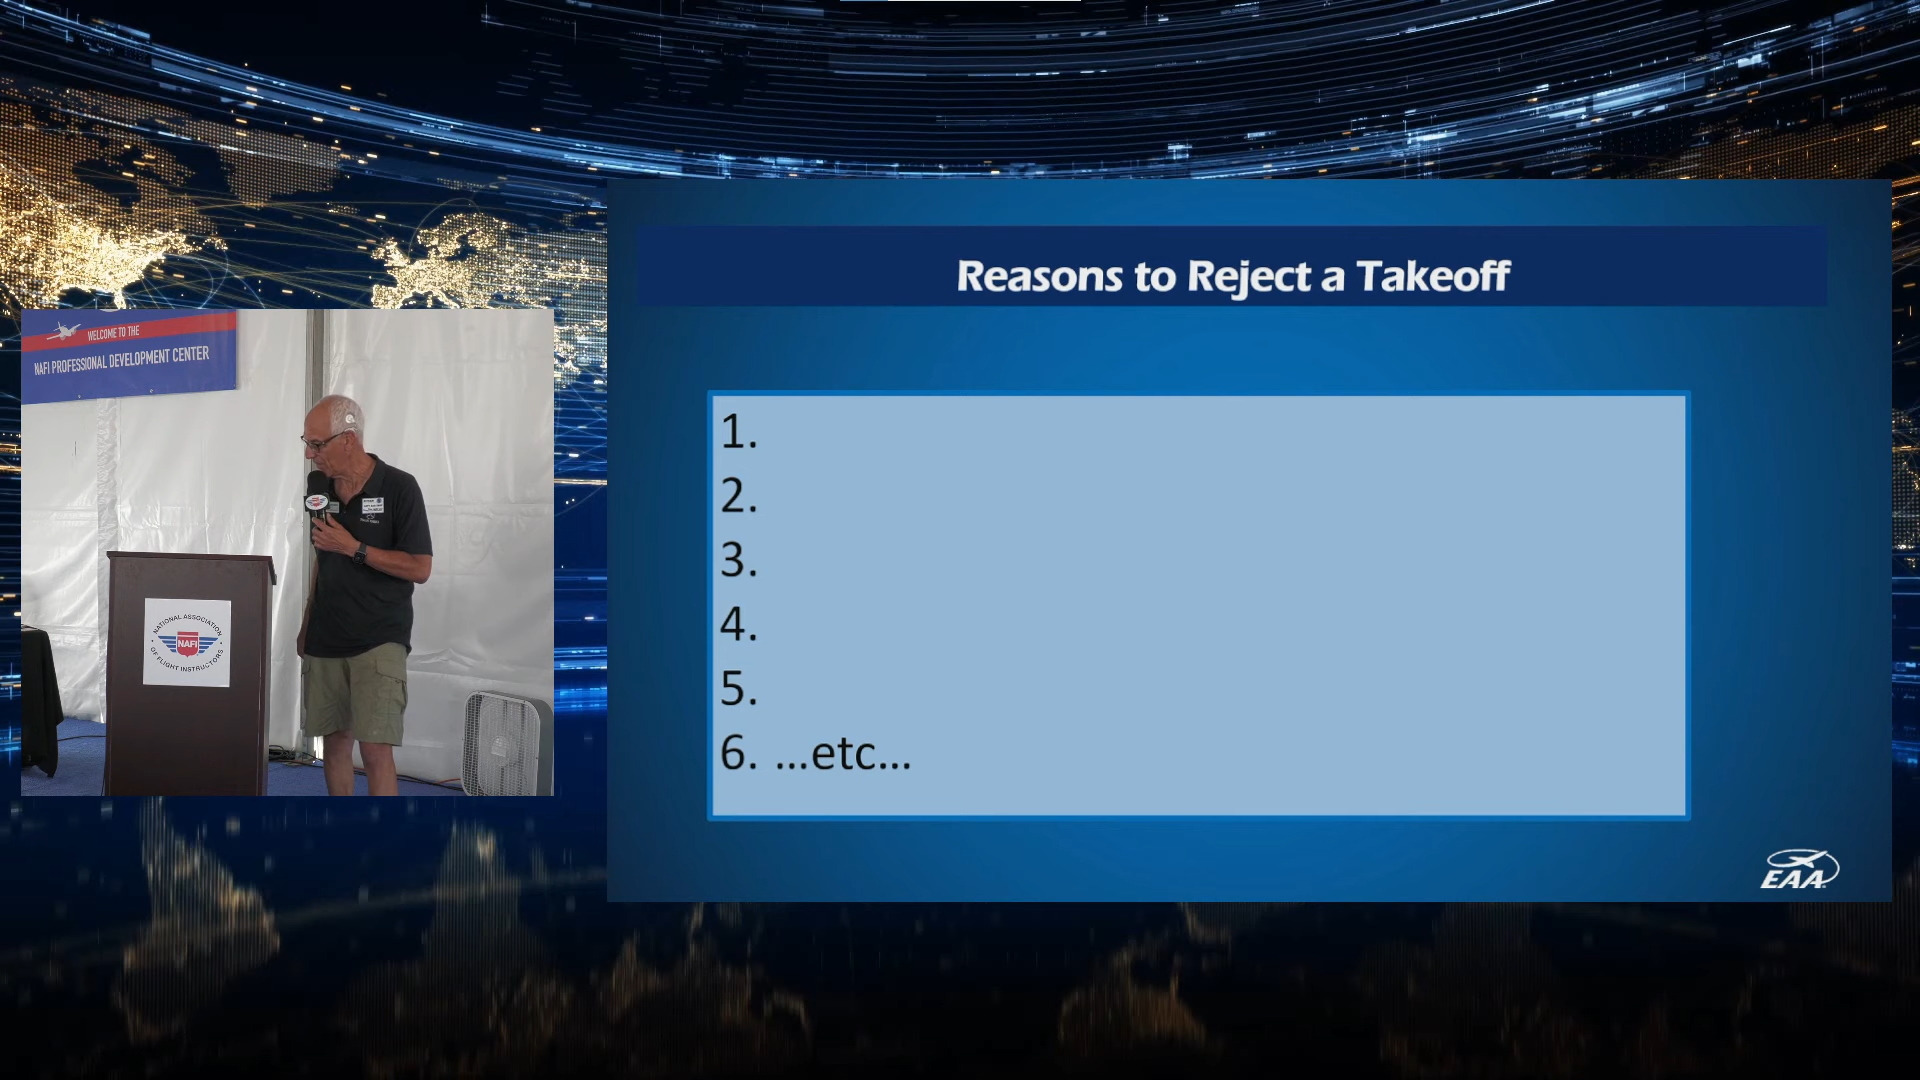 WELCOME TO THE
NAFI PROFESSIONAL DEVELOPMENT CENTER
NATIONAL ASSOCIATION
NAFI
OF FLIGHT INSTRUCTORS
Reasons to Reject a Takeoff
1.
2.
3.
4.
5.
6. ...etc...
EAA